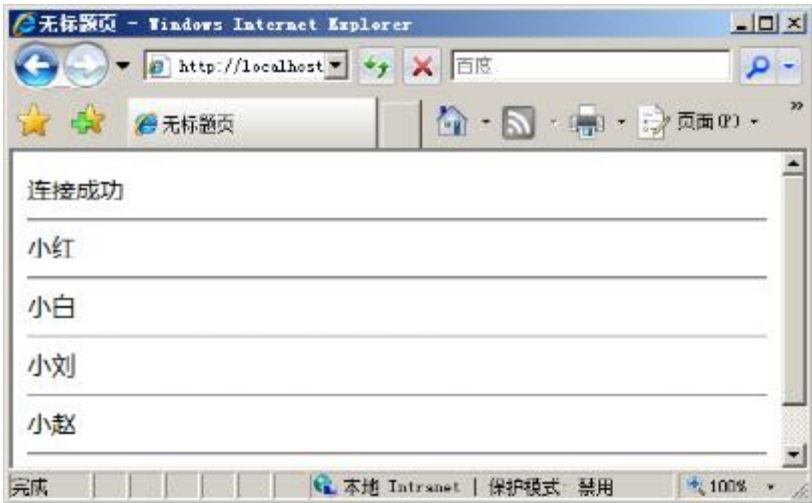 无标题页 - Windows Internet Explorer
http://localhost
百度
无标题页
页面(P)
连接成功
小红
小白
小刘
小赵
完成
本地 Intranet | 保护模式: 禁用
100%